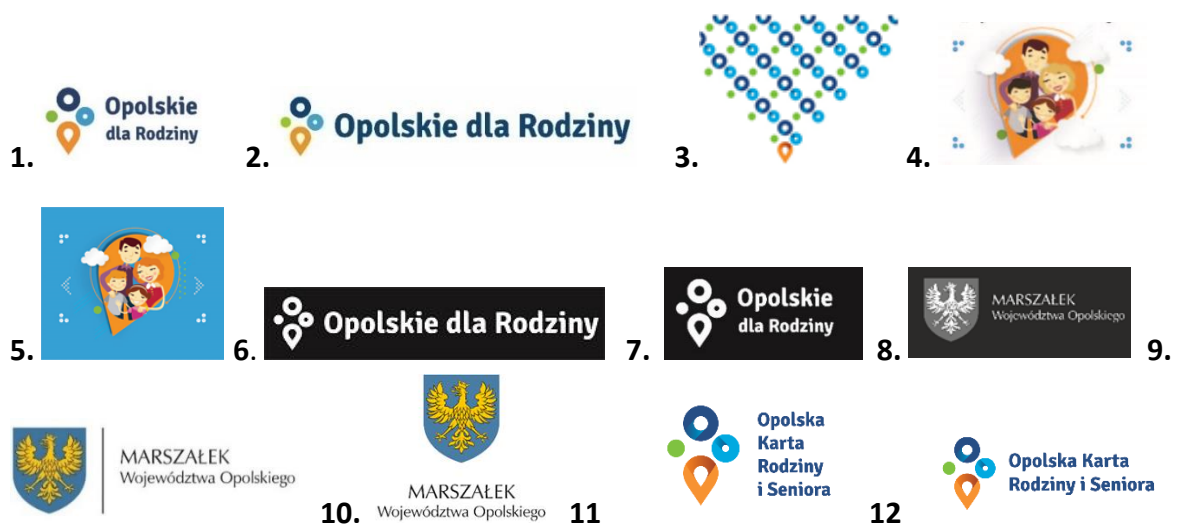 1.
Opolskie
dla Rodziny
2.
Opolskie dla Rodziny
3.
4.
5.
6.
Opolskie dla Rodziny
7.
Opolskie
dla Rodziny
8.
MARSZAŁEK
Województwa Opolskiego
9.
MARSZAŁEK
Województwa Opolskiego
10.
MARSZAŁEK
Województwa Opolskiego
11
Opolska
Karta
Rodziny
i Seniora
12
Opolska Karta
Rodziny i Seniora